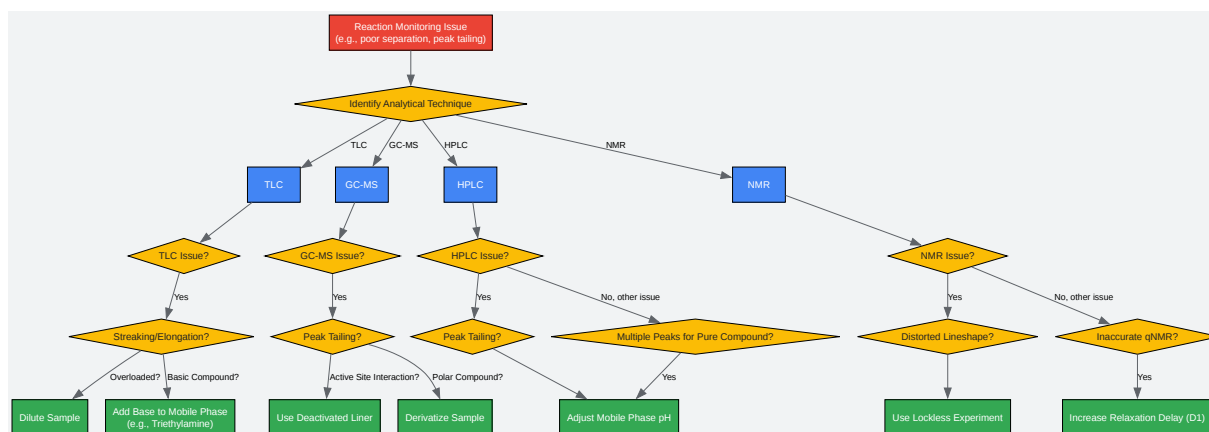 Reaction Monitoring Issue
(e.g., poor separation, peak tailing)
Identify Analytical Technique
TLC
GC-MS
HPLC
NMR
TLC
GC-MS
HPLC
NMR
TLC Issue?
GC-MS Issue?
HPLC Issue?
NMR Issue?
Yes
Yes
Yes
No, other issue
Yes
No, other issue
Streaking/Elongation?
Peak Tailing?
Peak Tailing?
Multiple Peaks for Pure Compound?
Distorted Lineshape?
Inaccurate qNMR?
Overloaded?
Basic Compound?
Active Site Interaction?
Polar Compound?
Yes
Yes
Dilute Sample
Add Base to Mobile Phase
(e.g., Triethylamine)
Use Deactivated Liner
Derivatize Sample
Adjust Mobile Phase pH
Use Lockless Experiment
Increase Relaxation Delay (D1)